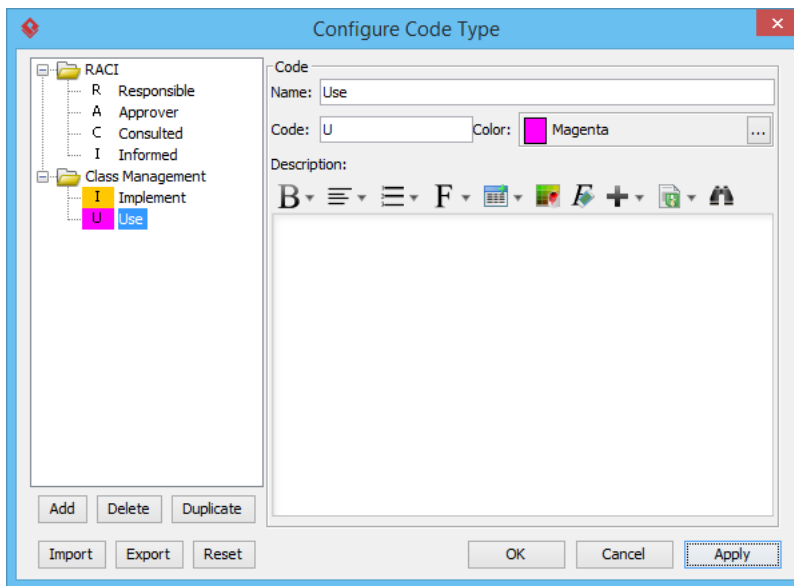 Configure Code Type
RACI
R Responsible
A Approver
C Consulted
I Informed
Class Management
I Implement
U Use
Add Delete Duplicate
Import Export Reset
Code
Name: Use
Code: U Color: Magenta ...
Description:
B F F
OK Cancel Apply